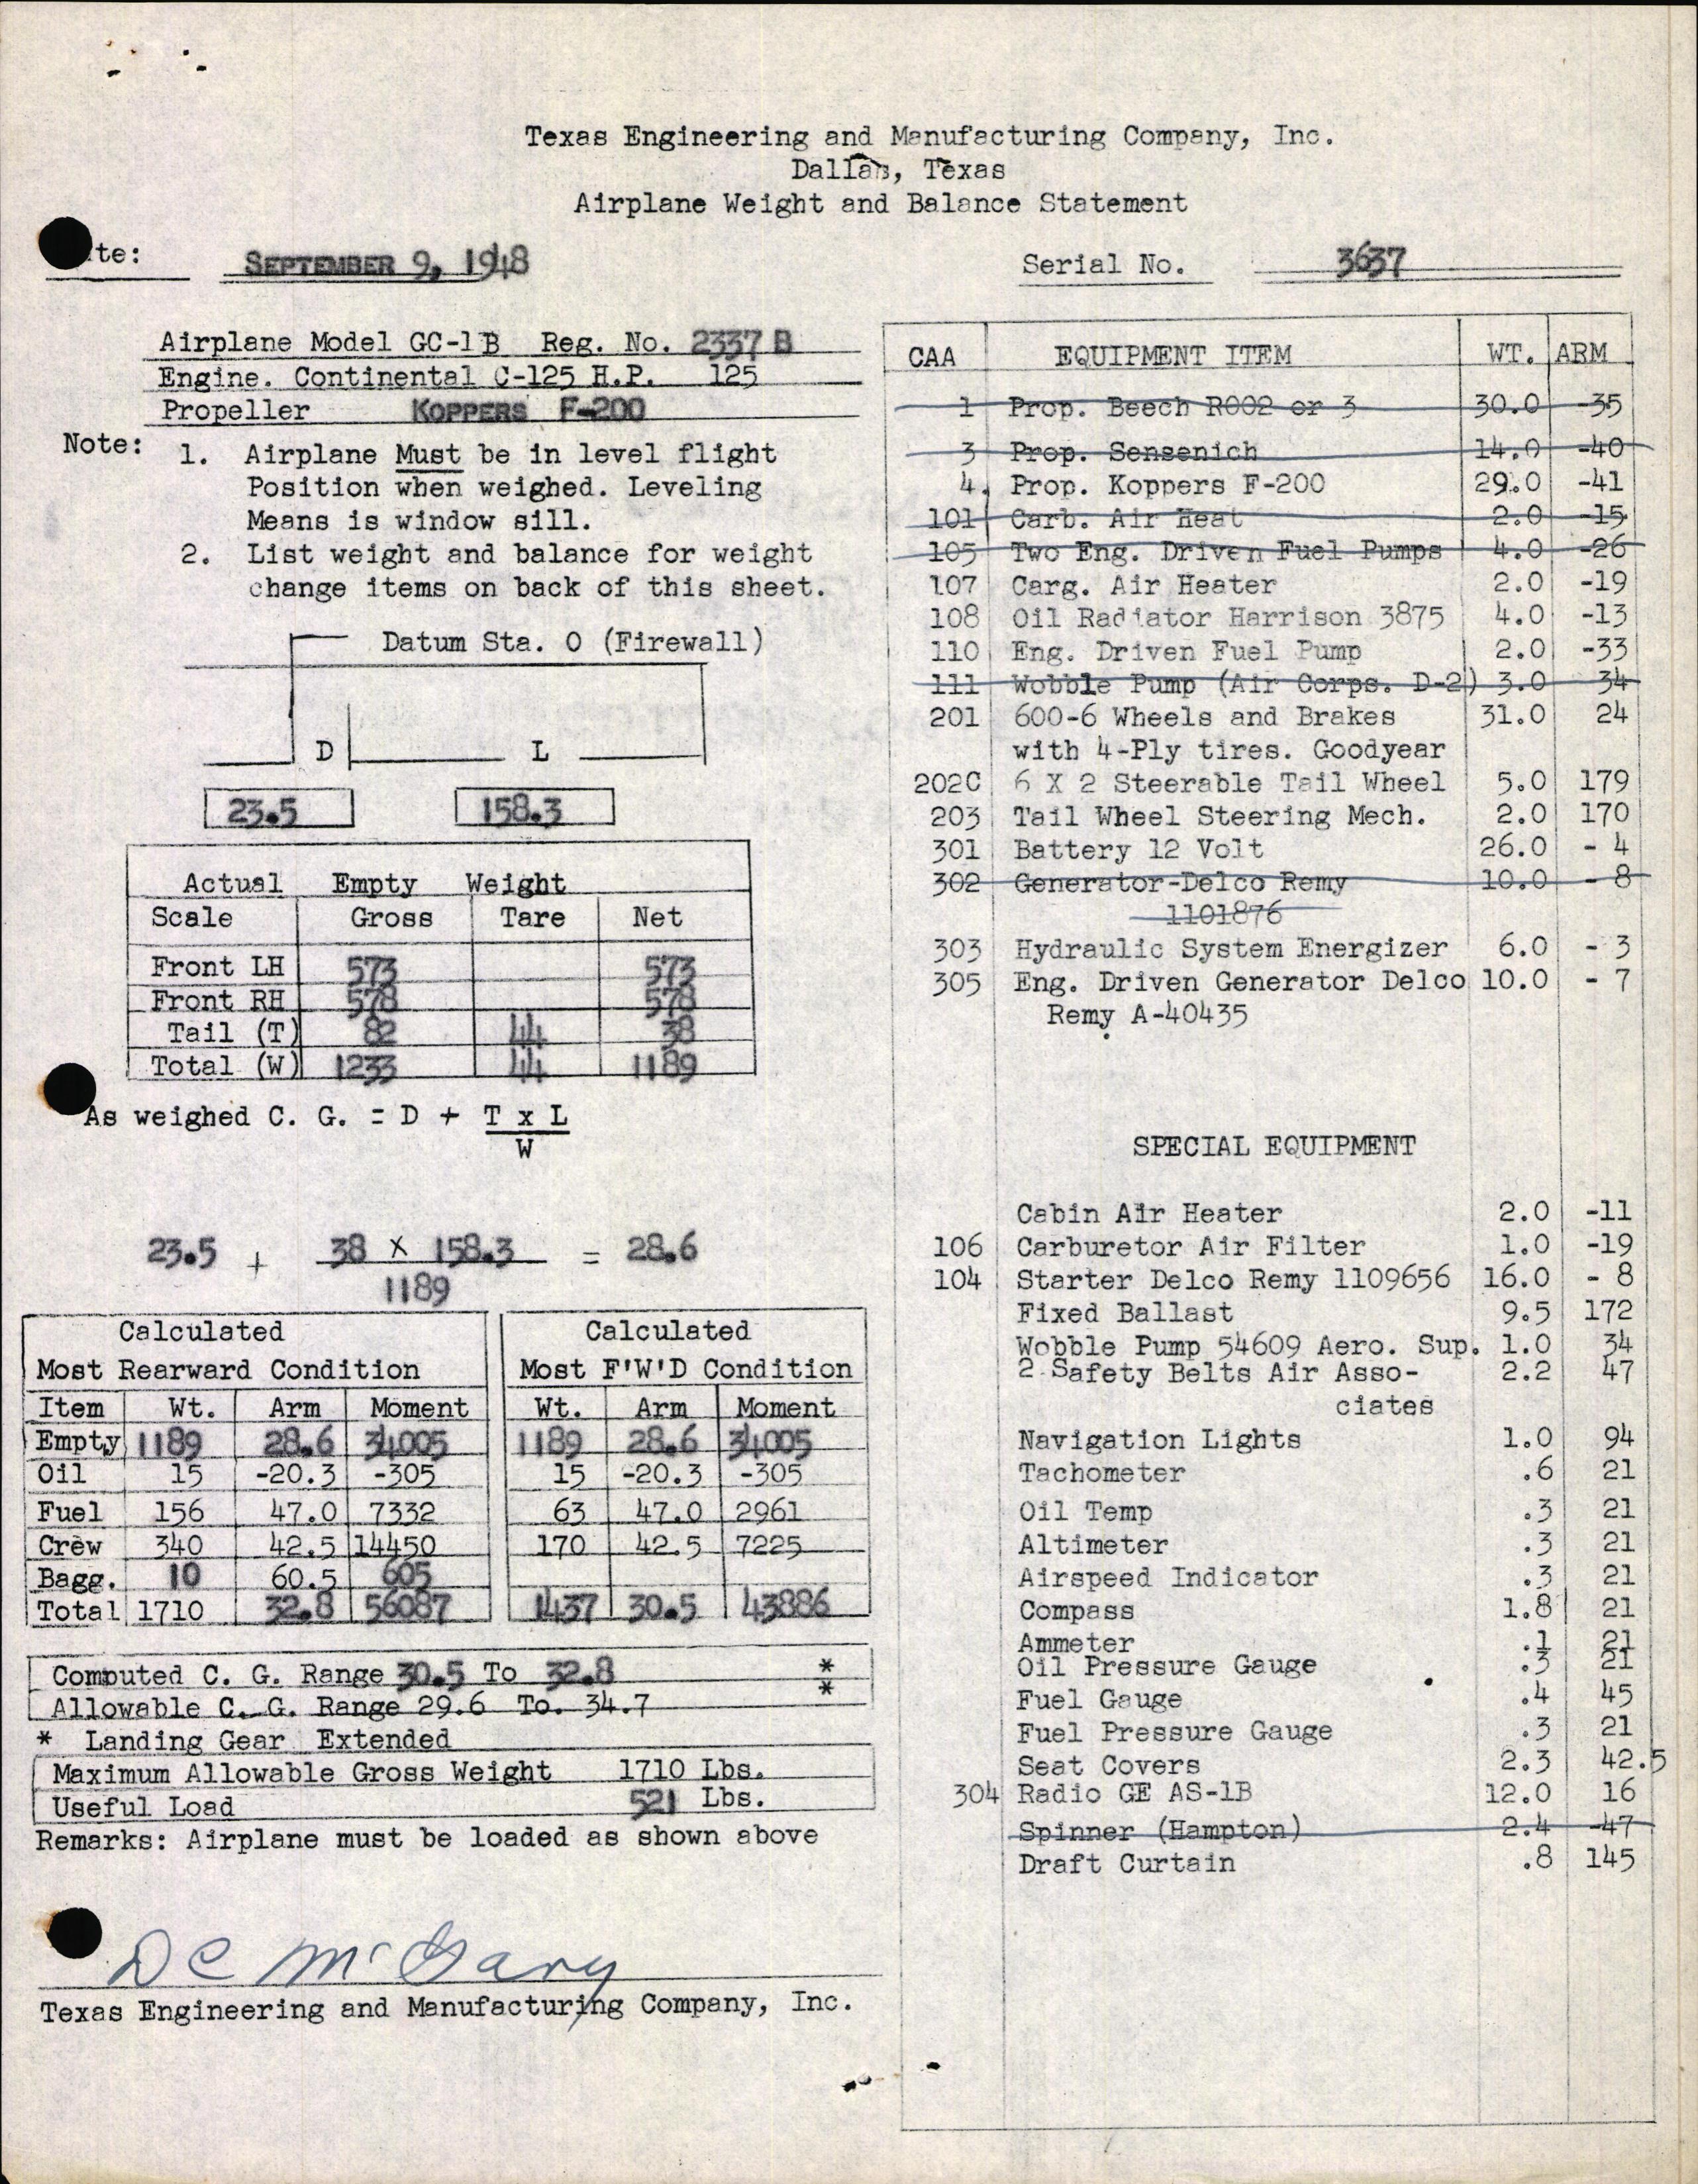 Texas Engineering and Manufacturing Company, Inc.
Dallas, Texas
Airplane Weight and Balance Statement
te: SEPTEMBER 9, 1948
Serial No. 3637
Airplane Model GC-1B Reg. No. 2337 B
Engine. Continental C-125 H.P. 125
Propeller KOPPERS F-200
Note: 1. Airplane Must be in level flight
Position when weighed. Leveling
Means is window sill.
2. List weight and balance for weight
change items on back of this sheet.
Datum Sta. 0 (Firewall)
D L
23.5 158.3
Actual Empty Weight
Scale Gross Tare Net
Front LH 573 573
Front RH 578 578
Tail (T) 82 44 38
Total (W) 1233 44 1189
As weighed C. G. = D + T x L
W
23.5 + 38 X 158.3 = 28.6
1189
Calculated
Most Rearward Condition
Calculated
Most F'W'D Condition
Item Wt. Arm Moment Wt. Arm Moment
Empty 1189 28.6 34005 1189 28.6 34005
Oil 15 -20.3 -305 15 -20.3 -305
Fuel 156 47.0 7332 63 47.0 2961
Crew 340 42.5 14450 170 42.5 7225
Bagg. 10 60.5 605
Total 1710 32.8 56087 1437 30.5 43886
Computed C. G. Range 30.5 To 32.8 *
Allowable C. G. Range 29.6 To. 34.7 *
* Landing Gear Extended
Maximum Allowable Gross Weight 1710 Lbs.
Useful Load 521 Lbs.
Remarks: Airplane must be loaded as shown above
DC McGary
Texas Engineering and Manufacturing Company, Inc.
CAA EQUIPMENT ITEM WT. ARM
1 Prop. Beech R002 or 3 30.0 -35
3 Prop. Sensenich 14.0 -40
4. Prop. Koppers F-200 29.0 -41
101 Carb. Air Heat 2.0 -15
105 Two Eng. Driven Fuel Pumps 4.0 -26
107 Carg. Air Heater 2.0 -19
108 Oil Radiator Harrison 3875 4.0 -13
110 Eng. Driven Fuel Pump 2.0 -33
111 Wobble Pump (Air Corps. D-2) 3.0 34
201 600-6 Wheels and Brakes 31.0 24
with 4-Ply tires. Goodyear
202C 6 X 2 Steerable Tail Wheel 5.0 179
203 Tail Wheel Steering Mech. 2.0 170
301 Battery 12 Volt 26.0 - 4
302 Generator-Delco Remy 10.0 - 8
1101876
303 Hydraulic System Energizer 6.0 - 3
305 Eng. Driven Generator Delco 10.0 - 7
Remy A-40435
SPECIAL EQUIPMENT
Cabin Air Heater 2.0 -11
106 Carburetor Air Filter 1.0 -19
104 Starter Delco Remy 1109656 16.0 - 8
Fixed Ballast 9.5 172
Wobble Pump 54609 Aero. Sup. 1.0 34
2 Safety Belts Air Asso- 2.2 47
ciates
Navigation Lights 1.0 94
Tachometer .6 21
Oil Temp .3 21
Altimeter .3 21
Airspeed Indicator .3 21
Compass 1.8 21
Ammeter .1 21
Oil Pressure Gauge .3 21
Fuel Gauge .4 45
Fuel Pressure Gauge .3 21
Seat Covers 2.3 42.5
304 Radio GE AS-1B 12.0 16
Spinner (Hampton) 2.4 -47
Draft Curtain .8 145